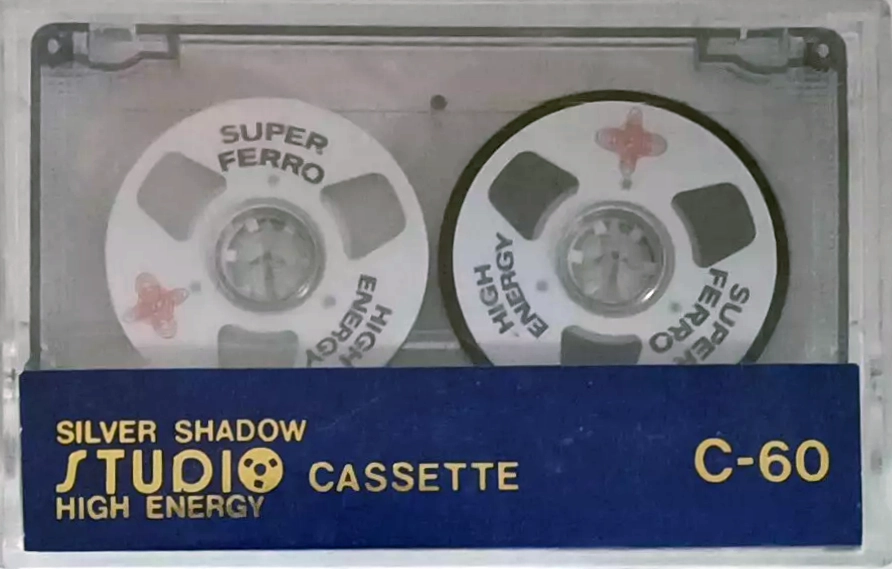 SUPER
FERRO
HIGH
ENERGY
HIGH
ENERGY
SUPER
FERRO
SILVER SHADOW
STUDIO CASSETTE
HIGH ENERGY
C-60